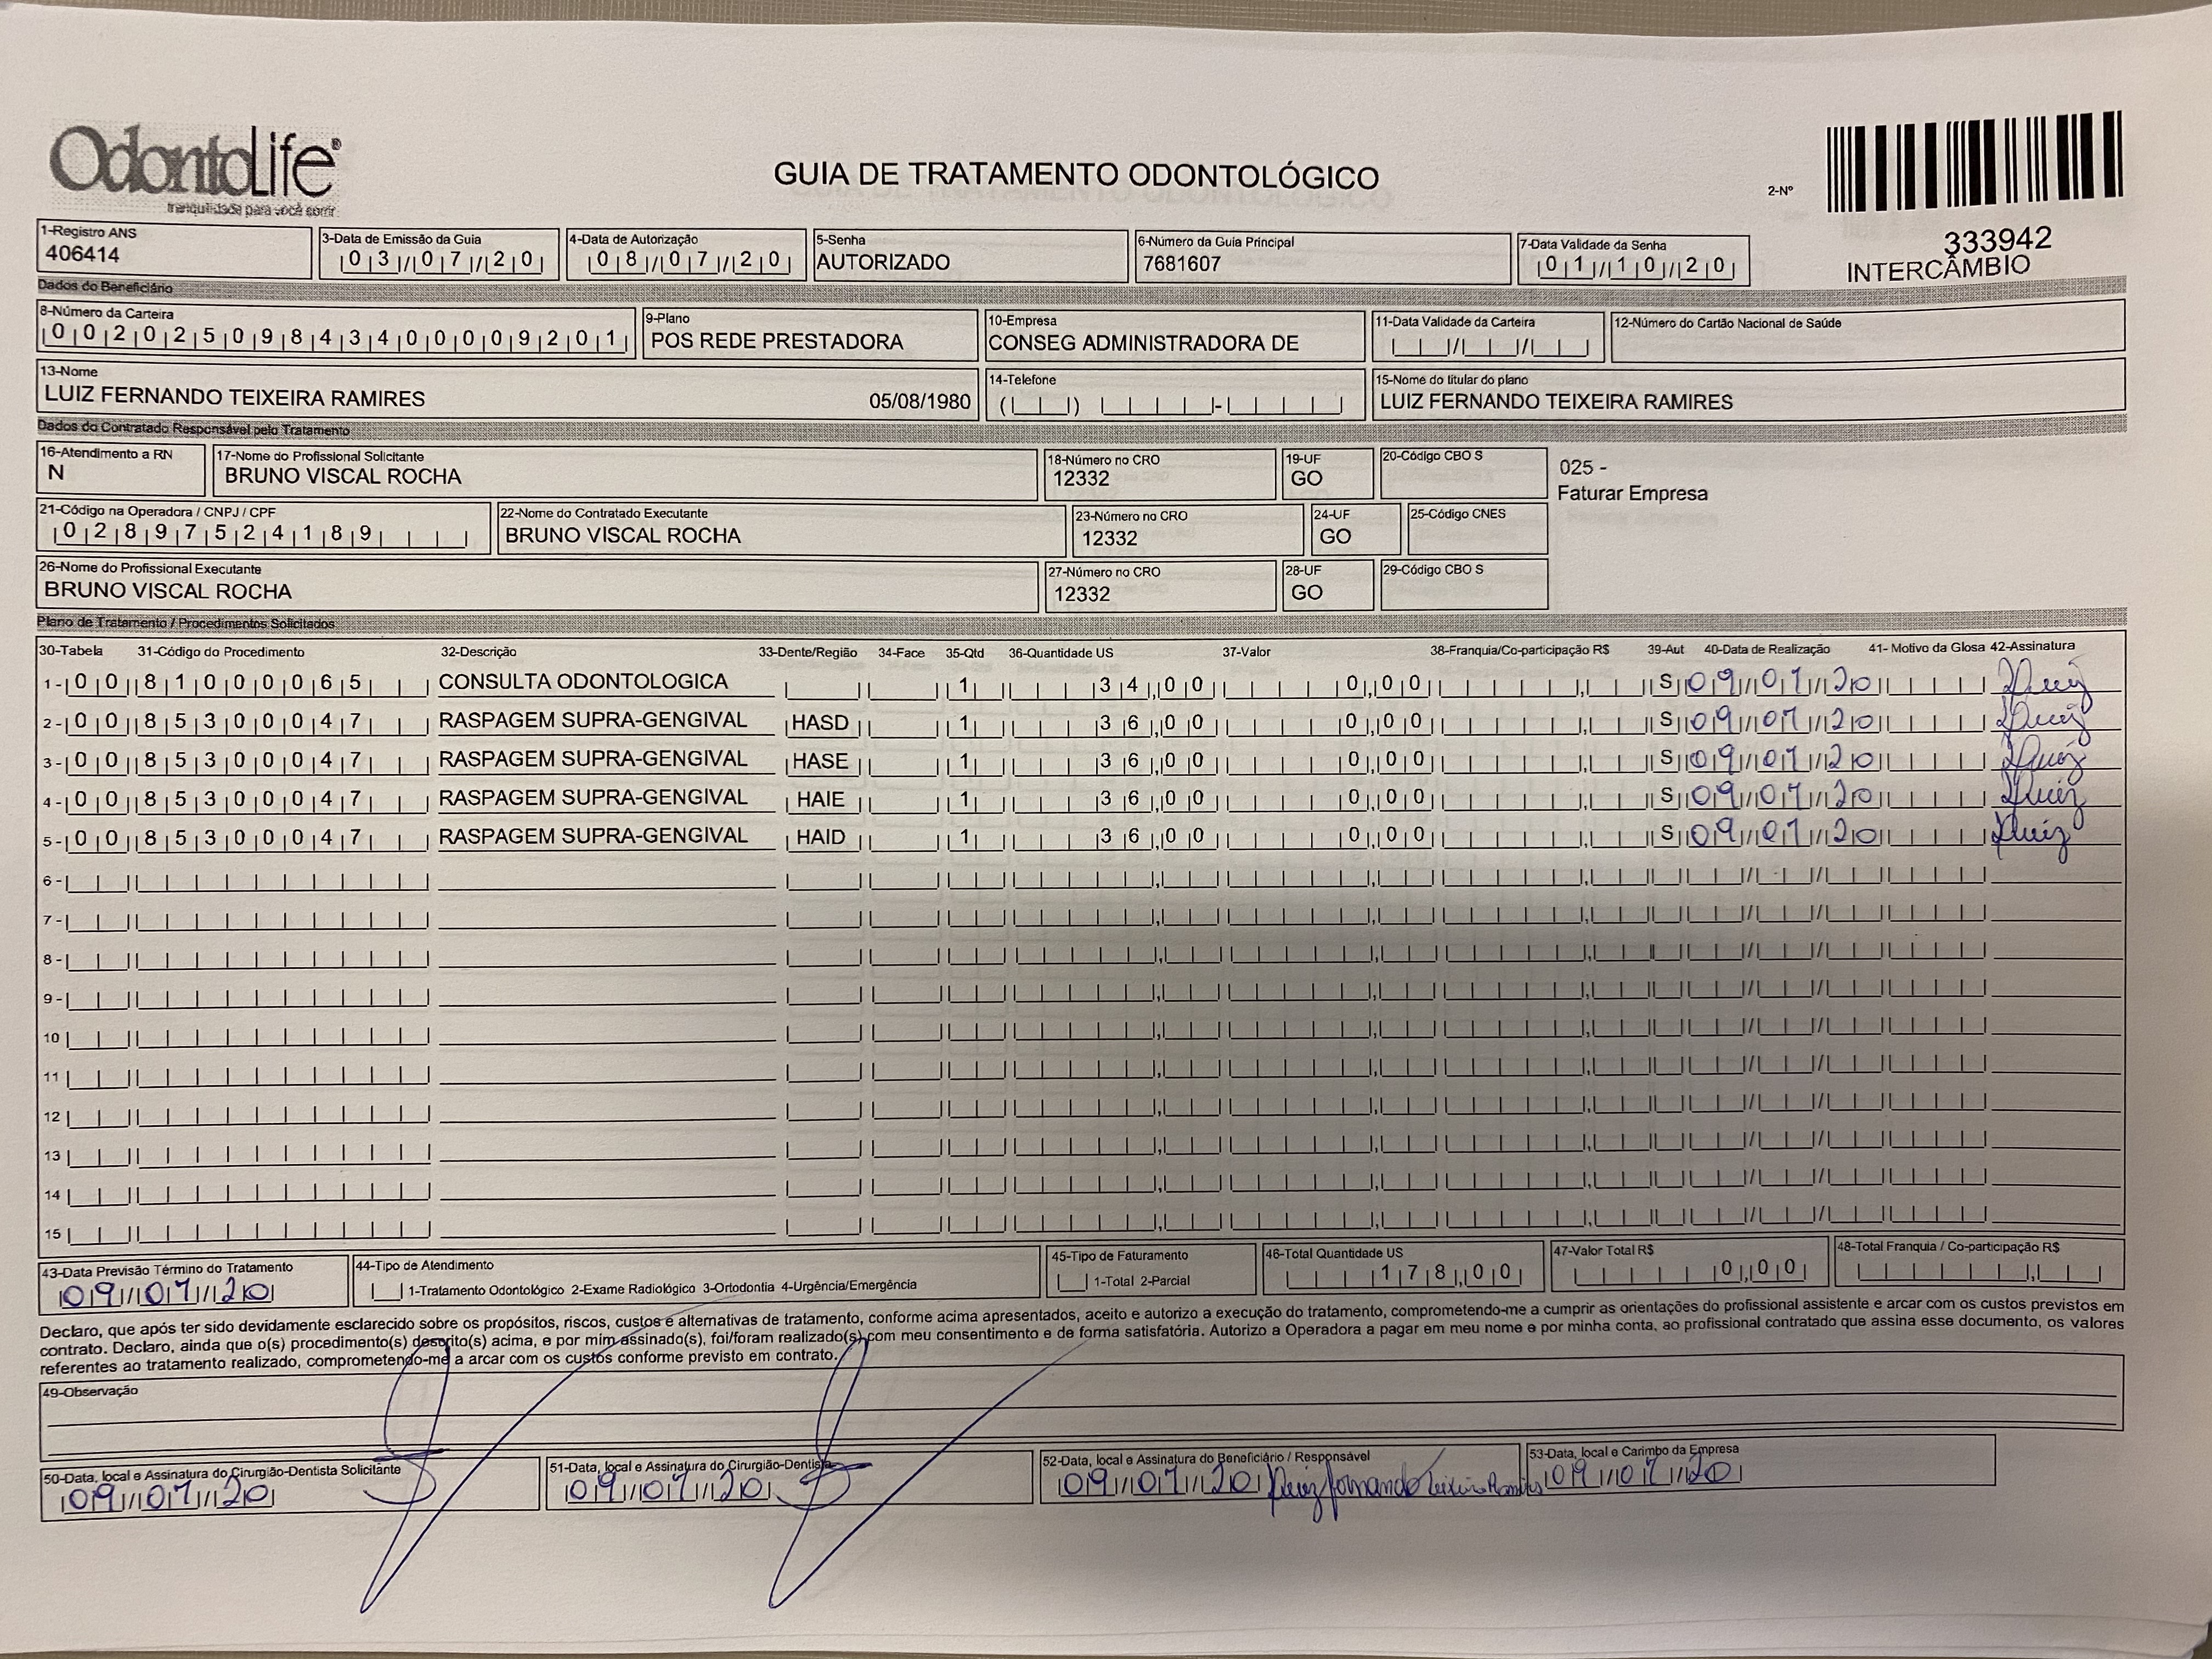 OdontoLife®
tranquilidade para você sorrir
GUIA DE TRATAMENTO ODONTOLÓGICO
2-Nº
333942
INTERCÂMBIO
1-Registro ANS
406414
3-Data de Emissão da Guia
03/07/20
4-Data de Autorização
08/07/20
5-Senha
AUTORIZADO
6-Número da Guia Principal
7681607
7-Data Validade da Senha
01/10/20
Dados do Beneficiário
8-Número da Carteira
00202509843400009201
9-Plano
POS REDE PRESTADORA
10-Empresa
CONSEG ADMINISTRADORA DE
11-Data Validade da Carteira
12-Número do Cartão Nacional de Saúde
13-Nome
LUIZ FERNANDO TEIXEIRA RAMIRES 05/08/1980
14-Telefone
15-Nome do titular do plano
LUIZ FERNANDO TEIXEIRA RAMIRES
Dados do Contratado Responsável pelo Tratamento
16-Atendimento a RN
N
17-Nome do Profissional Solicitante
BRUNO VISCAL ROCHA
18-Número no CRO
12332
19-UF
GO
20-Código CBO S
025 -
Faturar Empresa
21-Código na Operadora / CNPJ / CPF
02897524189
22-Nome do Contratado Executante
BRUNO VISCAL ROCHA
23-Número no CRO
12332
24-UF
GO
25-Código CNES
26-Nome do Profissional Executante
BRUNO VISCAL ROCHA
27-Número no CRO
12332
28-UF
GO
29-Código CBO S
Plano de Tratamento / Procedimentos Solicitados
30-Tabela 31-Código do Procedimento 32-Descrição 33-Dente/Região 34-Face 35-Qtd 36-Quantidade US 37-Valor 38-Franquia/Co-participação R$ 39-Aut 40-Data de Realização 41- Motivo da Glosa 42-Assinatura
1- 00 81000065 CONSULTA ODONTOLOGICA 1 34,00 0,00 S 09/07/20 Luiz
2- 00 85300047 RASPAGEM SUPRA-GENGIVAL HASD 1 36,00 0,00 S 09/07/20 Luiz
3- 00 85300047 RASPAGEM SUPRA-GENGIVAL HASE 1 36,00 0,00 S 09/07/20 Luiz
4- 00 85300047 RASPAGEM SUPRA-GENGIVAL HAIE 1 36,00 0,00 S 09/07/20 Luiz
5- 00 85300047 RASPAGEM SUPRA-GENGIVAL HAID 1 36,00 0,00 S 09/07/20 Luiz
6-
7-
8-
9-
10
11
12
13
14
15
43-Data Previsão Término do Tratamento
09/07/20
44-Tipo de Atendimento
1-Tratamento Odontológico 2-Exame Radiológico 3-Ortodontia 4-Urgência/Emergência
45-Tipo de Faturamento
1-Total 2-Parcial
46-Total Quantidade US
178,00
47-Valor Total R$
0,00
48-Total Franquia / Co-participação R$
Declaro, que após ter sido devidamente esclarecido sobre os propósitos, riscos, custos e alternativas de tratamento, conforme acima apresentados, aceito e autorizo a execução do tratamento, comprometendo-me a cumprir as orientações do profissional assistente e arcar com os custos previstos em
contrato. Declaro, ainda que o(s) procedimento(s) descrito(s) acima, e por mim assinado(s), foi/foram realizado(s) com meu consentimento e de forma satisfatória. Autorizo a Operadora a pagar em meu nome e por minha conta, ao profissional contratado que assina esse documento, os valores
referentes ao tratamento realizado, comprometendo-me a arcar com os custos conforme previsto em contrato.
49-Observação
50-Data, local e Assinatura do Cirurgião-Dentista Solicitante
09/07/20
51-Data, local e Assinatura do Cirurgião-Dentista
09/07/20
52-Data, local e Assinatura do Beneficiário / Responsável
09/07/20 Luiz Fernando Teixeira Ramires
53-Data, local e Carimbo da Empresa
09/07/20